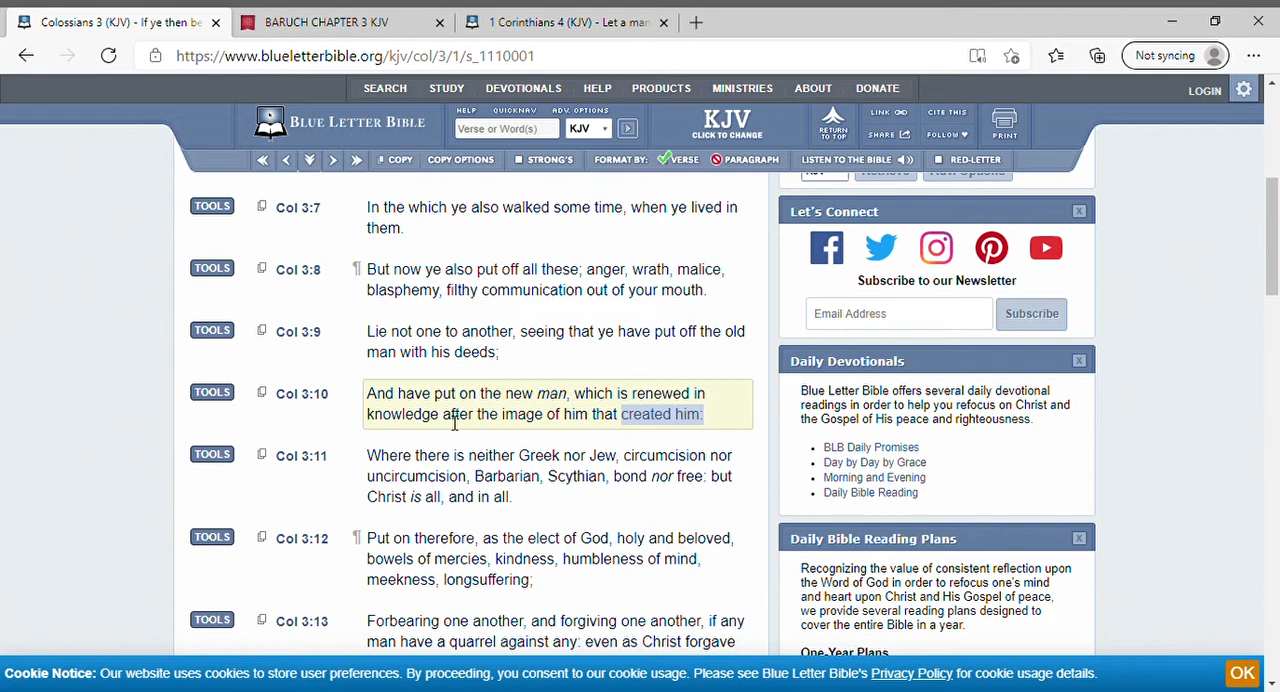 Colossians 3 (KJV) - If ye then be
BARUCH CHAPTER 3 KJV
1 Corinthians 4 (KJV) - Let a man
https://www.blueletterbible.org/kjv/col/3/1/s_1110001
Not syncing
SEARCH STUDY DEVOTIONALS HELP PRODUCTS MINISTRIES ABOUT DONATE
LOGIN
BLUE LETTER BIBLE
HELP QUICKNAV ADV. OPTIONS
Verse or Word(s)
KJV
KJV
CLICK TO CHANGE
RETURN
TO TOP
LINK
CITE THIS
SHARE
FOLLOW
PRINT
COPY COPY OPTIONS STRONG'S FORMAT BY: VERSE PARAGRAPH LISTEN TO THE BIBLE RED-LETTER
TOOLS Col 3:7 In the which ye also walked some time, when ye lived in
them.
TOOLS Col 3:8 ¶ But now ye also put off all these; anger, wrath, malice,
blasphemy, filthy communication out of your mouth.
TOOLS Col 3:9 Lie not one to another, seeing that ye have put off the old
man with his deeds;
TOOLS Col 3:10 And have put on the new man, which is renewed in
knowledge after the image of him that created him:
TOOLS Col 3:11 Where there is neither Greek nor Jew, circumcision nor
uncircumcision, Barbarian, Scythian, bond nor free: but
Christ is all, and in all.
TOOLS Col 3:12 ¶ Put on therefore, as the elect of God, holy and beloved,
bowels of mercies, kindness, humbleness of mind,
meekness, longsuffering;
TOOLS Col 3:13 Forbearing one another, and forgiving one another, if any
man have a quarrel against any: even as Christ forgave
Let's Connect
Subscribe to our Newsletter
Email Address
Subscribe
Daily Devotionals
Blue Letter Bible offers several daily devotional
readings in order to help you refocus on Christ and
the Gospel of His peace and righteousness.
BLB Daily Promises
Day by Day by Grace
Morning and Evening
Daily Bible Reading
Daily Bible Reading Plans
Recognizing the value of consistent reflection upon
the Word of God in order to refocus one's mind
and heart upon Christ and His Gospel of peace,
we provide several reading plans designed to
cover the entire Bible in a year.
One-Year Plans
Cookie Notice: Our website uses cookies to store user preferences. By proceeding, you consent to our cookie usage. Please see Blue Letter Bible's Privacy Policy for cookie usage details.
OK